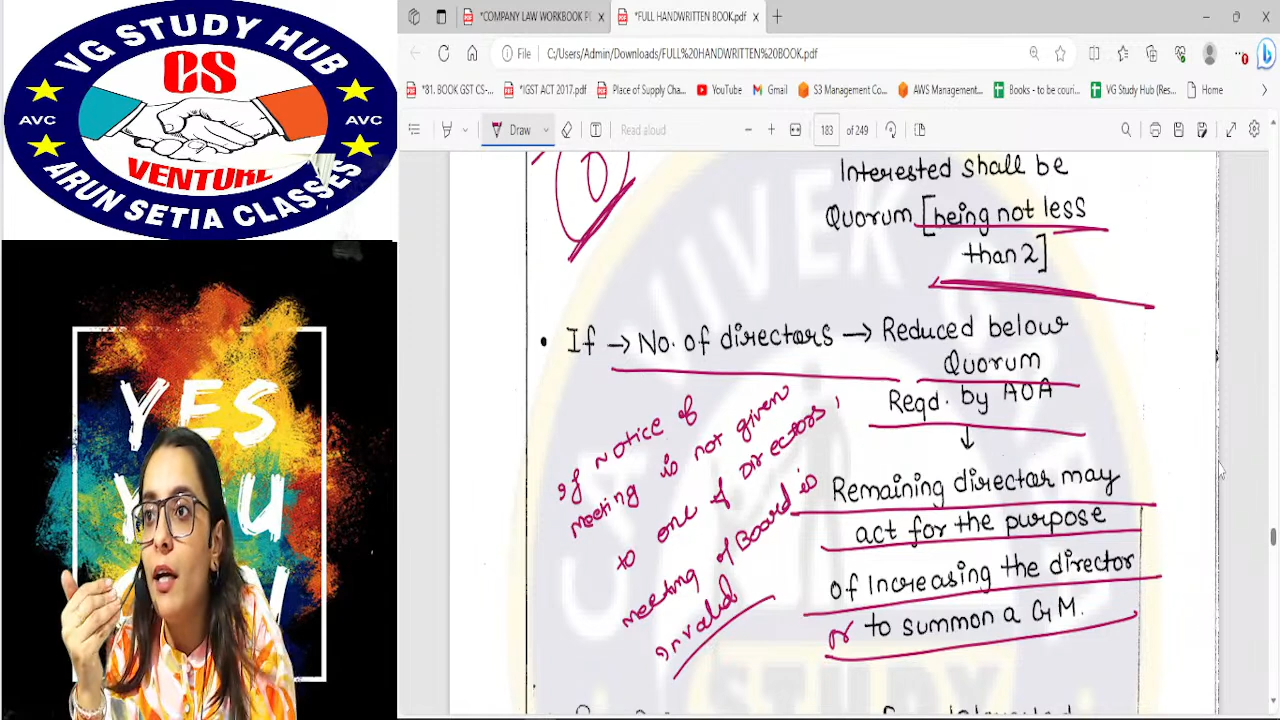 VG STUDY HUB
CS
AVC
AVC
VENTURE
ARUN SETIA CLASSES
YES
YOU
*COMPANY LAW WORKBOOK P
*FULL HANDWRITTEN BOOK.pdf
File
C:/Users/Admin/Downloads/FULL%20HANDWRITTEN%20BOOK.pdf
*81. BOOK GST CS-...
*IGST ACT 2017.pdf
Place of Supply Cha...
YouTube
Gmail
S3 Management Co...
AWS Management...
Books - to be couri...
VG Study Hub (Res...
Home
Draw
Read aloud
183
of 249
Interested shall be
Quorum [being not less
than 2]
• If → No. of directors → Reduced below
Quorum
Reqd. by AOA
↓
Remaining director may
act for the purpose
of Increasing the director
or to summon a GM.
If notice of
meeting is not given
to one of Directors,
meeting of Board is
invalid